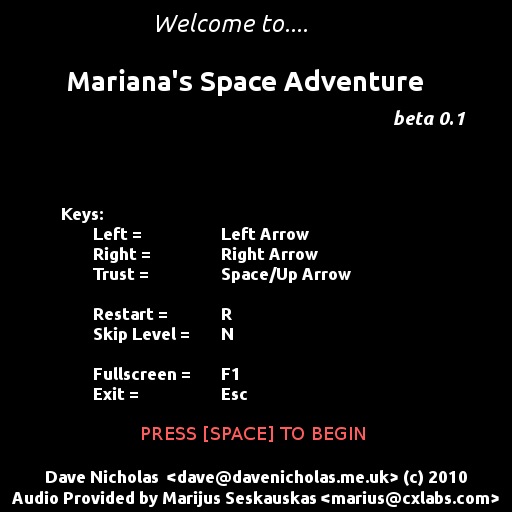 Welcome to....
Mariana's Space Adventure
beta 0.1
Keys:
Left = Left Arrow
Right = Right Arrow
Trust = Space/Up Arrow
Restart = R
Skip Level = N
Fullscreen = F1
Exit = Esc
PRESS [SPACE] TO BEGIN
Dave Nicholas <dave@davenicholas.me.uk> (c) 2010
Audio Provided by Marijus Seskauskas <marius@cxlabs.com>